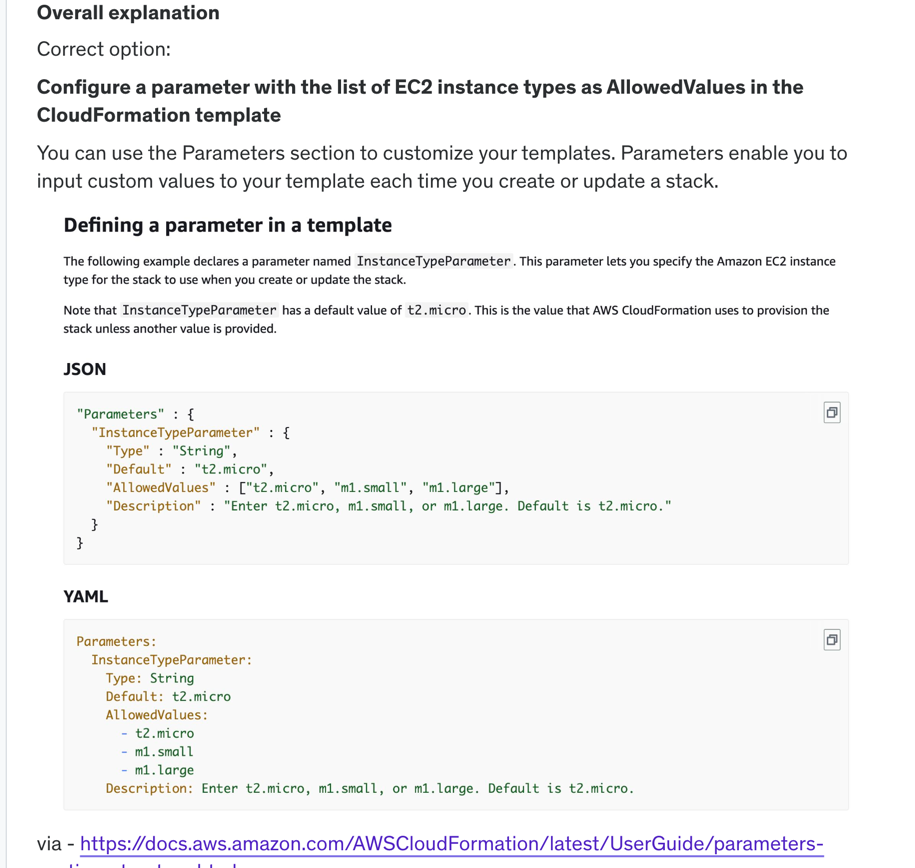 Overall explanation
Correct option:
Configure a parameter with the list of EC2 instance types as AllowedValues in the
CloudFormation template
You can use the Parameters section to customize your templates. Parameters enable you to
input custom values to your template each time you create or update a stack.
Defining a parameter in a template
The following example declares a parameter named InstanceTypeParameter. This parameter lets you specify the Amazon EC2 instance
type for the stack to use when you create or update the stack.
Note that InstanceTypeParameter has a default value of t2.micro. This is the value that AWS CloudFormation uses to provision the
stack unless another value is provided.
JSON
"Parameters" : {
  "InstanceTypeParameter" : {
    "Type" : "String",
    "Default" : "t2.micro",
    "AllowedValues" : ["t2.micro", "m1.small", "m1.large"],
    "Description" : "Enter t2.micro, m1.small, or m1.large. Default is t2.micro."
  }
}
YAML
Parameters:
  InstanceTypeParameter:
    Type: String
    Default: t2.micro
    AllowedValues:
      - t2.micro
      - m1.small
      - m1.large
    Description: Enter t2.micro, m1.small, or m1.large. Default is t2.micro.
via - https://docs.aws.amazon.com/AWSCloudFormation/latest/UserGuide/parameters-